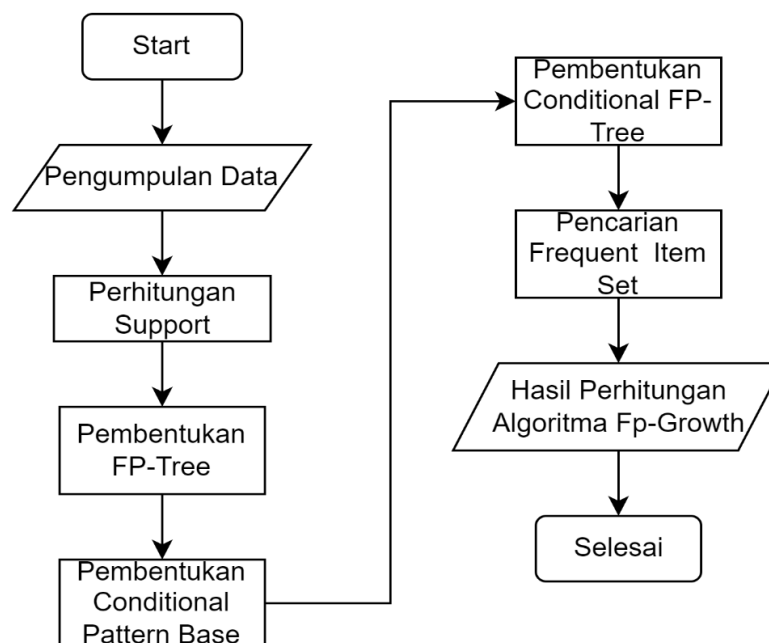 Start
Pengumpulan Data
Perhitungan
Support
Pembentukan
FP-Tree
Pembentukan
Conditional
Pattern Base
Pembentukan
Conditional FP-
Tree
Pencarian
Frequent Item
Set
Hasil Perhitungan
Algoritma Fp-Growth
Selesai